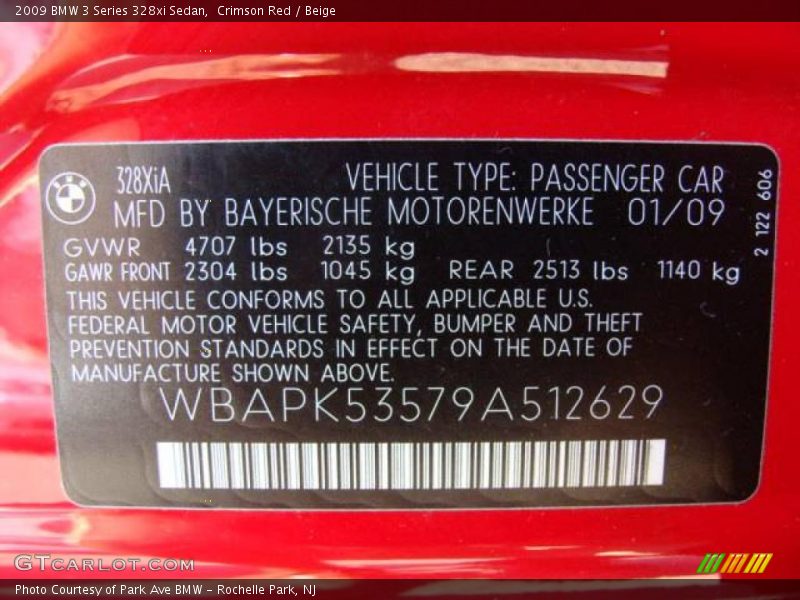 2009 BMW 3 Series 328xi Sedan,  Crimson Red / Beige
328XiA VEHICLE TYPE: PASSENGER CAR
MFD BY BAYERISCHE MOTORENWERKE 01/09
GVWR 4707 lbs 2135 kg
GAWR FRONT 2304 lbs 1045 kg REAR 2513 lbs 1140 kg
THIS VEHICLE CONFORMS TO ALL APPLICABLE U.S.
FEDERAL MOTOR VEHICLE SAFETY, BUMPER AND THEFT
PREVENTION STANDARDS IN EFFECT ON THE DATE OF
MANUFACTURE SHOWN ABOVE.
WBAPK53579A512629
2 122 606
GTCarLot.com
Photo Courtesy of Park Ave BMW - Rochelle Park, NJ